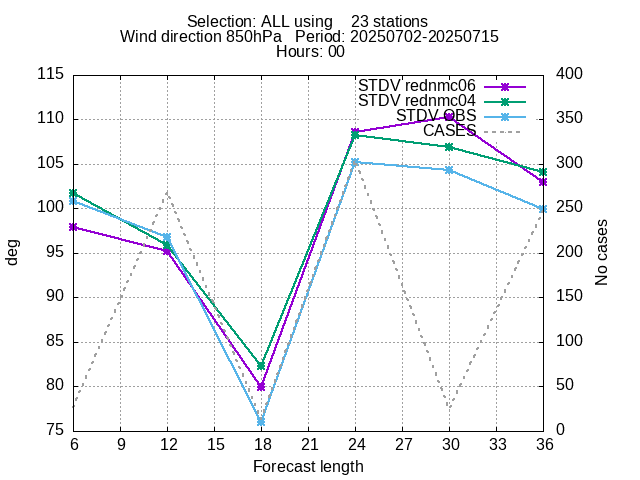 Selection: ALL using    23 stations
Wind direction 850hPa   Period: 20250702-20250715
Hours: 00
STDV rednmc06
STDV rednmc04
STDV OBS
CASES
115
110
105
100
95
90
85
80
75
400
350
300
250
200
150
100
50
0
deg
No cases
6 9 12 15 18 21 24 27 30 33 36
Forecast length